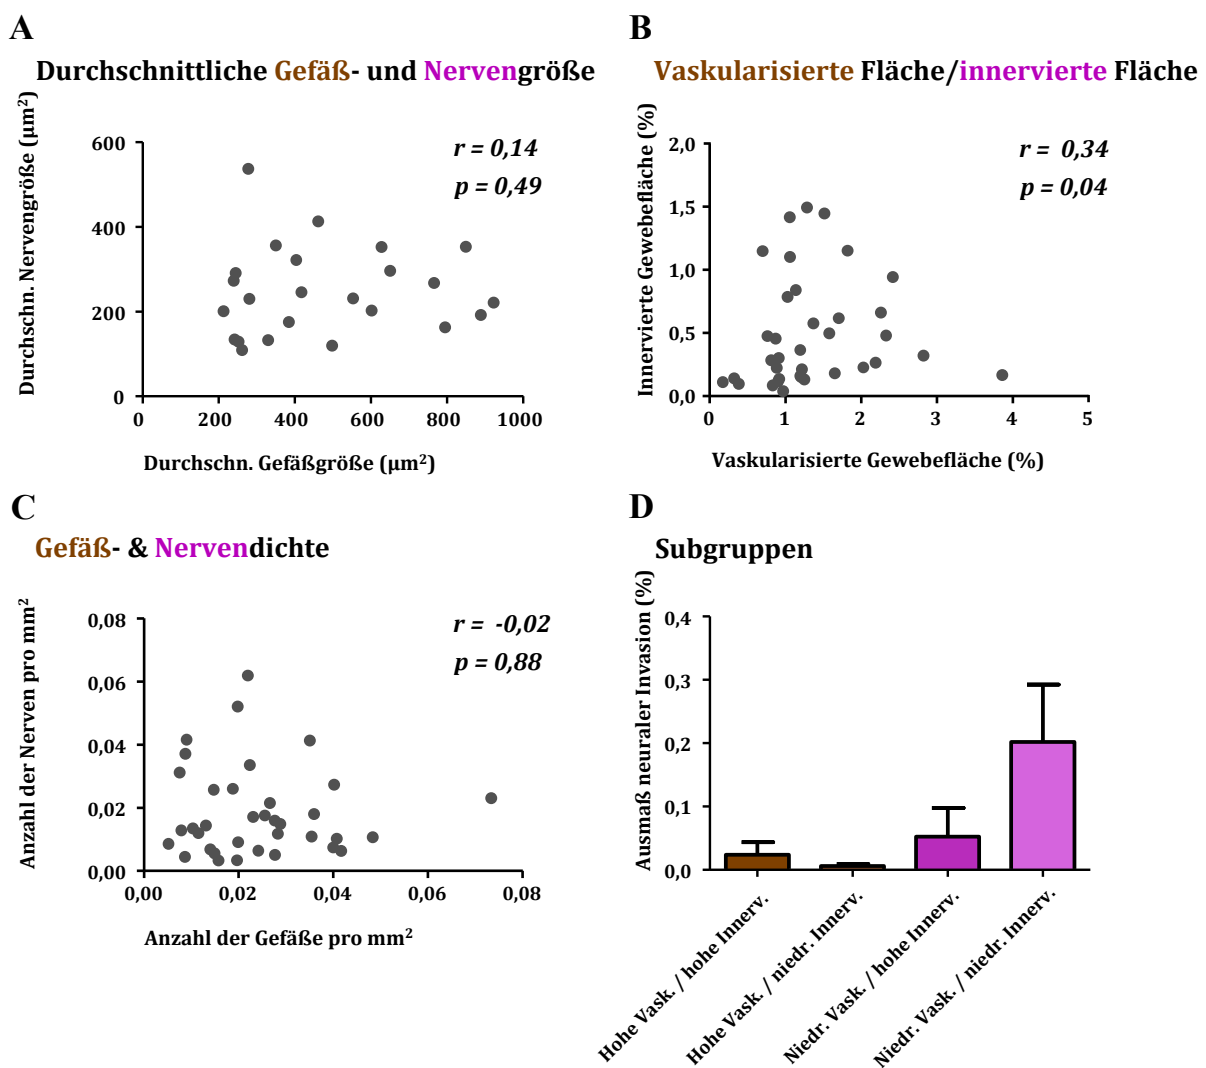 A
Durchschnittliche Gefäß- und Nervengröße
Durchschn. Nervengröße (µm²)
600
400
200
0
r = 0,14
p = 0,49
0 200 400 600 800 1000
Durchschn. Gefäßgröße (µm²)
B
Vaskularisierte Fläche/innervierte Fläche
Innervierte Gewebefläche (%)
2,0
1,5
1,0
0,5
0,0
r = 0,34
p = 0,04
0 1 2 3 4 5
Vaskularisierte Gewebefläche (%)
C
Gefäß- & Nervendichte
Anzahl der Nerven pro mm²
0,08
0,06
0,04
0,02
0,00
r = -0,02
p = 0,88
0,00 0,02 0,04 0,06 0,08
Anzahl der Gefäße pro mm²
D
Subgruppen
Ausmaß neuraler Invasion (%)
0,4
0,3
0,2
0,1
0,0
Hohe Vask. / hohe Innerv.
Hohe Vask. / niedr. Innerv.
Niedr. Vask. / hohe Innerv.
Niedr. Vask. / niedr. Innerv.